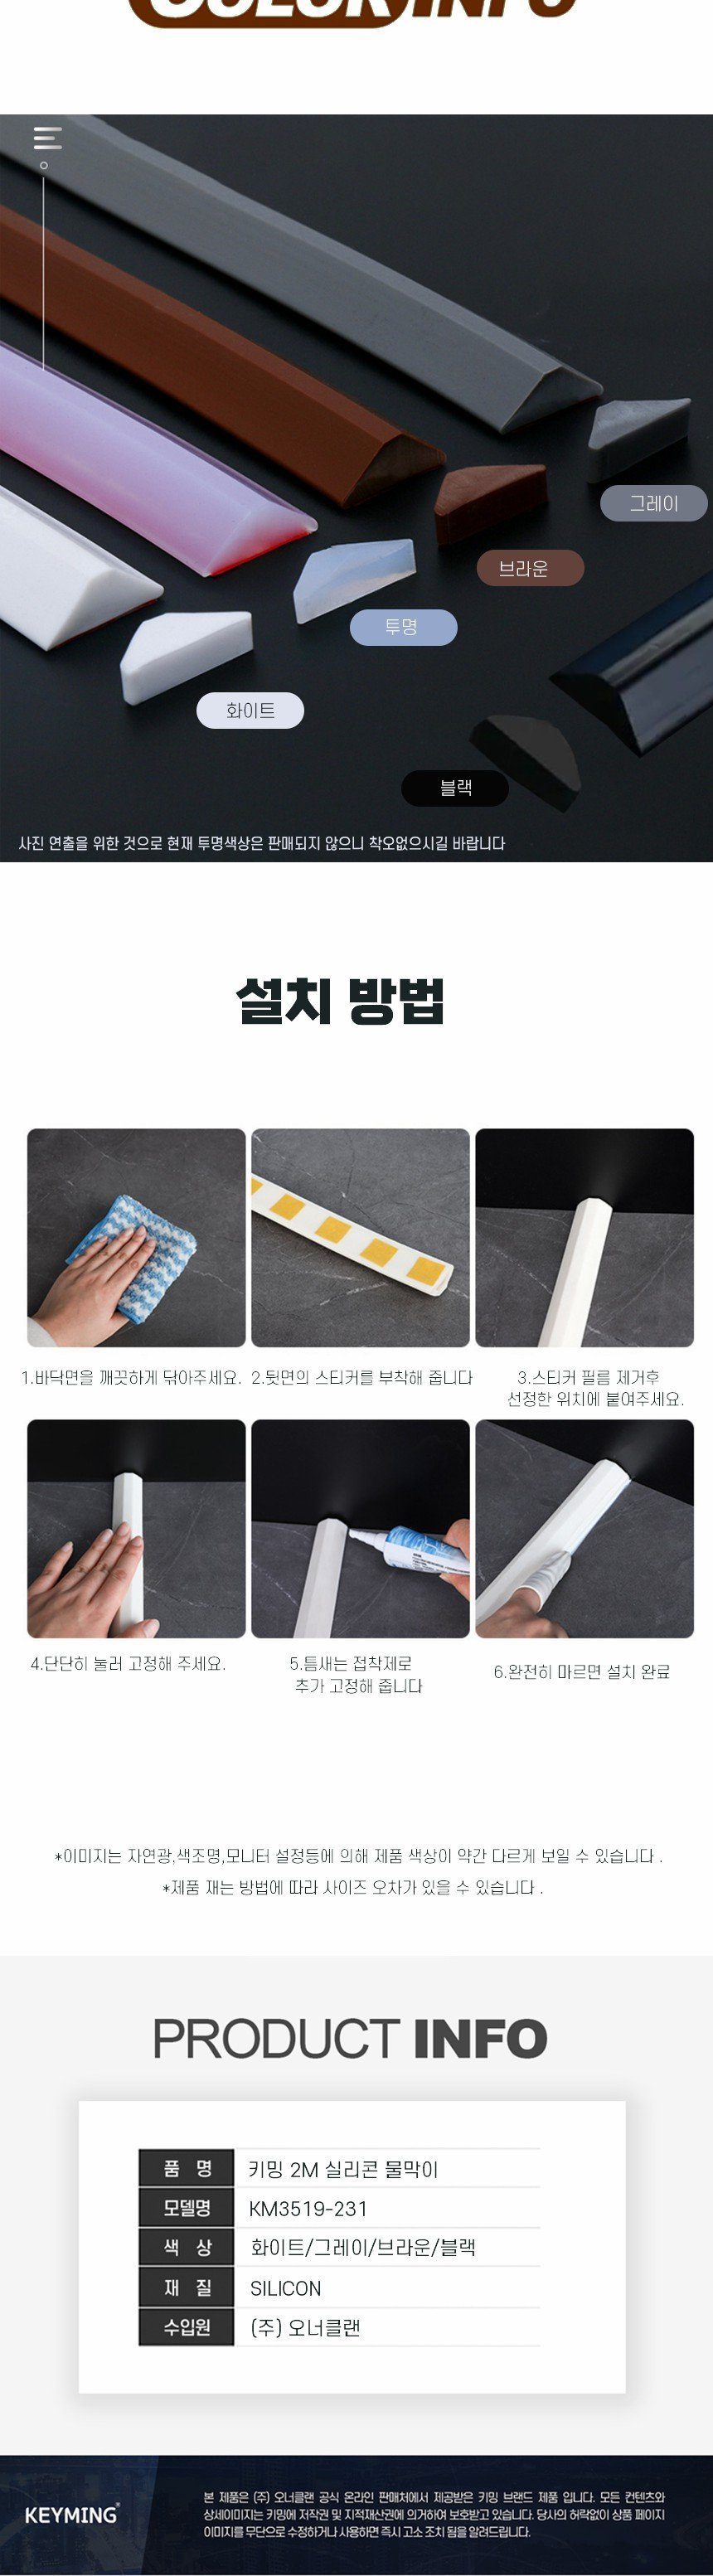 COLOR INFO
그레이
브라운
투명
화이트
블랙
사진 연출을 위한 것으로 현재 투명색상은 판매되지 않으니 착오없으시길 바랍니다
설치 방법
1.바닥면을 깨끗하게 닦아주세요.
2.뒷면의 스티커를 부착해 줍니다
3.스티커 필름 제거후
선정한 위치에 붙여주세요.
4.단단히 눌러 고정해 주세요.
5.틈새는 접착제로
추가 고정해 줍니다
6.완전히 마르면 설치 완료
*이미지는 자연광,색조명,모니터 설정등에 의해 제품 색상이 약간 다르게 보일 수 있습니다 .
*제품 재는 방법에 따라 사이즈 오차가 있을 수 있습니다 .
PRODUCT INFO
품 명 키밍 2M 실리콘 물막이
모델명 KM3519-231
색 상 화이트/그레이/브라운/블랙
재 질 SILICON
수입원 (주) 오너클랜
KEYMING®
본 제품은 (주) 오너클랜 공식 온라인 판매처에서 제공받은 키밍 브랜드 제품 입니다. 모든 컨텐츠와
상세이미지는 키밍에 저작권 및 지적재산권에 의거하여 보호받고 있습니다. 당사의 허락없이 상품 페이지
이미지를 무단으로 수정하거나 사용하면 즉시 고소 조치 됨을 알려드립니다.